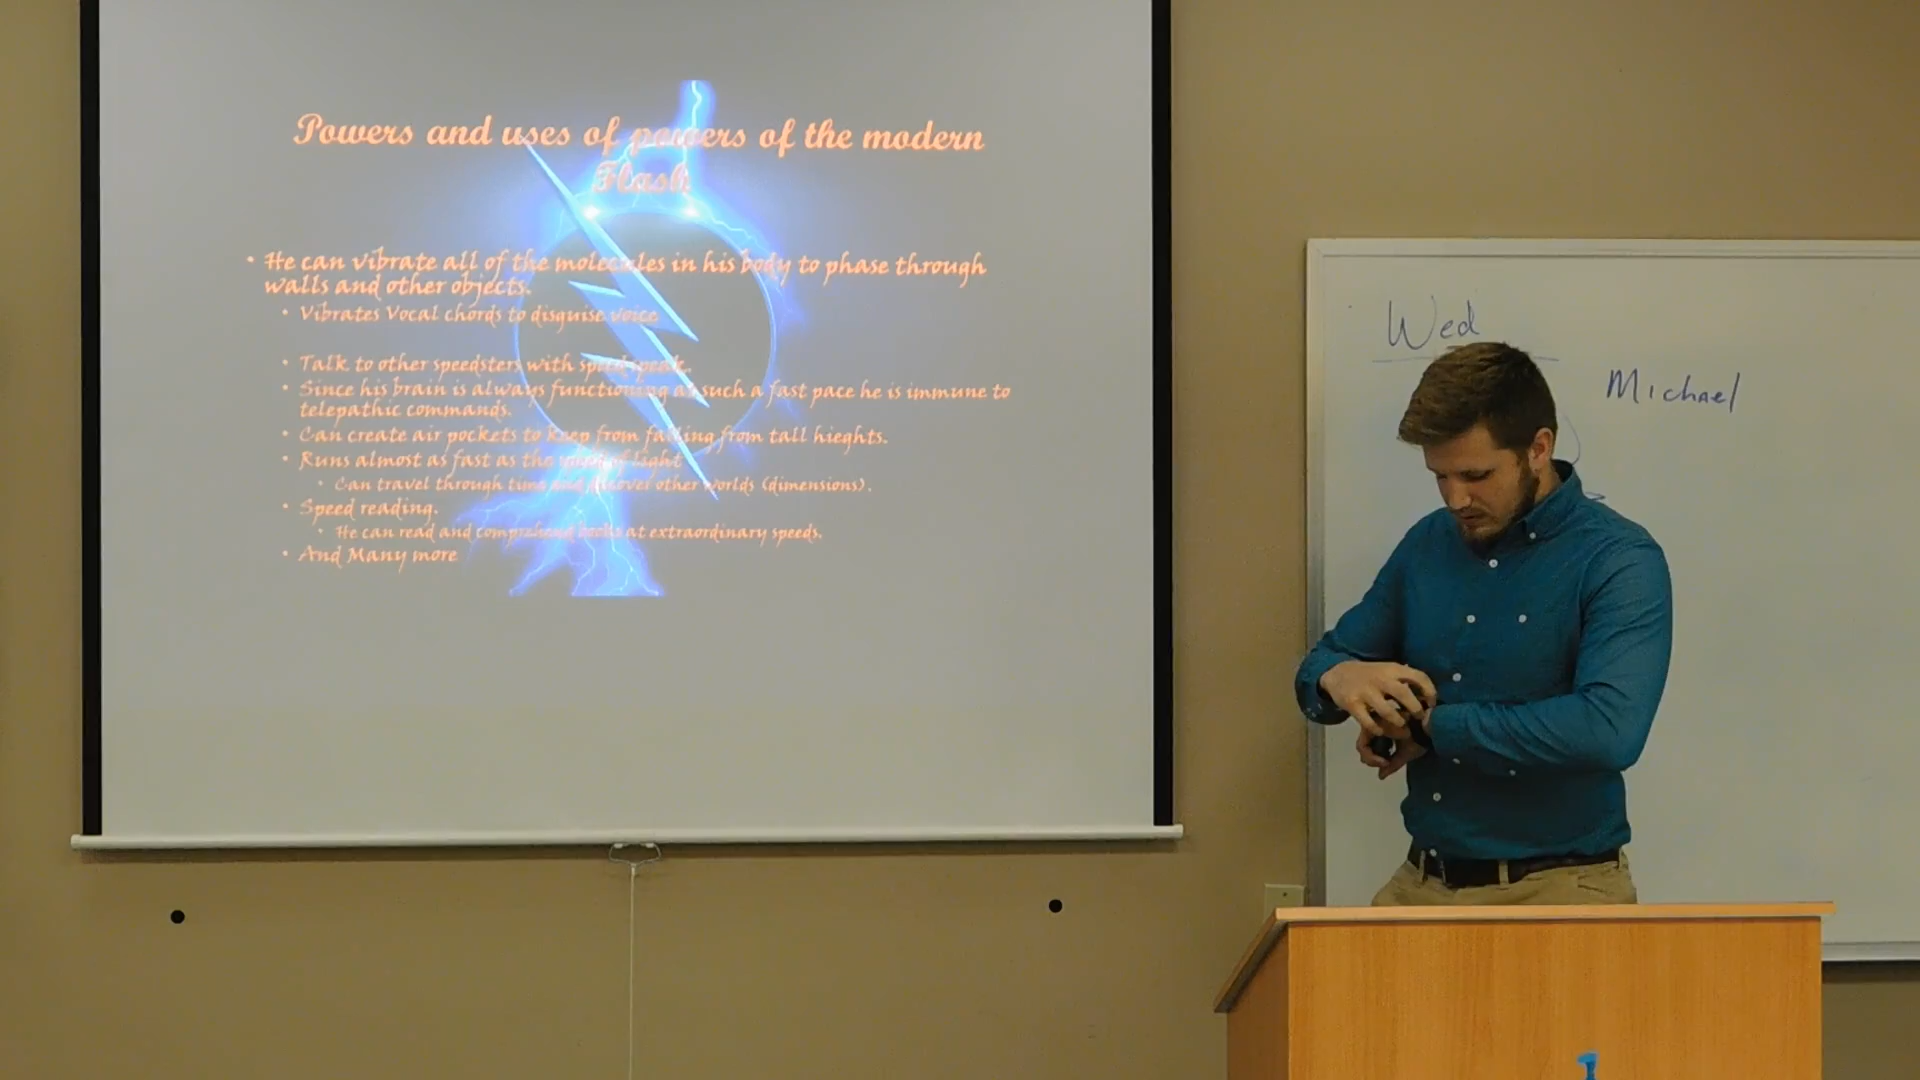 Powers and uses of powers of the modern
Flash
• He can vibrate all of the molecules in his body to phase through
walls and other objects.
• Vibrates Vocal chords to disguise voice
• Talk to other speedsters with speed speak.
• Since his brain is always functioning at such a fast pace he is immune to
telepathic commands.
• Can create air pockets to keep from falling from tall hieghts.
• Runs almost as fast as the speed of light
• Can travel through time and discover other worlds (dimensions).
• Speed reading.
• He can read and comprehend books at extraordinary speeds.
• And Many more
Wed
Michael